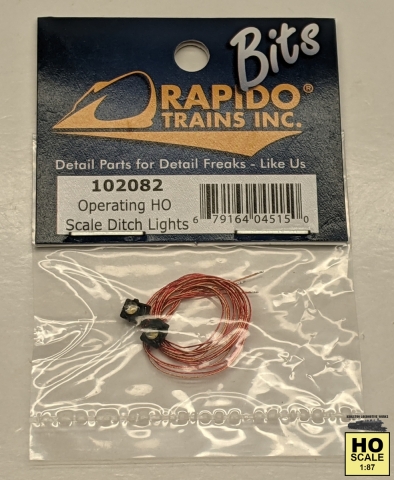 Bits
RAPIDO®
TRAINS INC.
Detail Parts for Detail Freaks - Like Us
102082
Operating HO
Scale Ditch Lights
6 79164 04515 0
HO
SCALE
1:87